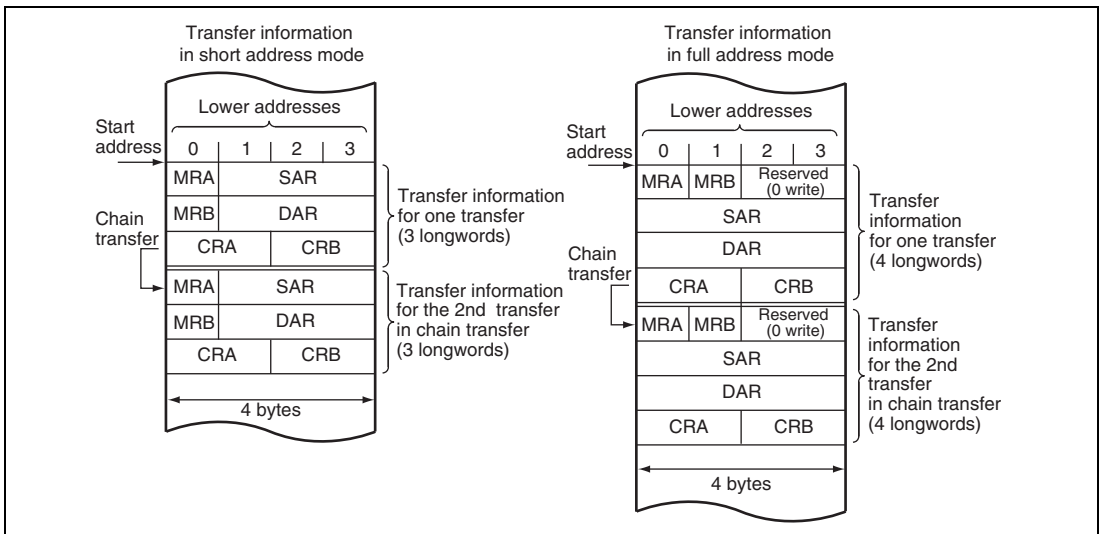 Transfer information
in short address mode
Lower addresses
Start
address
0 1 2 3
MRA SAR
MRB DAR
CRA CRB
Transfer information
for one transfer
(3 longwords)
Chain
transfer
MRA SAR
MRB DAR
CRA CRB
Transfer information
for the 2nd transfer
in chain transfer
(3 longwords)
4 bytes
Transfer information
in full address mode
Lower addresses
Start
address
0 1 2 3
MRA MRB Reserved
(0 write)
SAR
DAR
CRA CRB
Transfer
information
for one transfer
(4 longwords)
Chain
transfer
MRA MRB Reserved
(0 write)
SAR
DAR
CRA CRB
Transfer
information
for the 2nd
transfer
in chain transfer
(4 longwords)
4 bytes